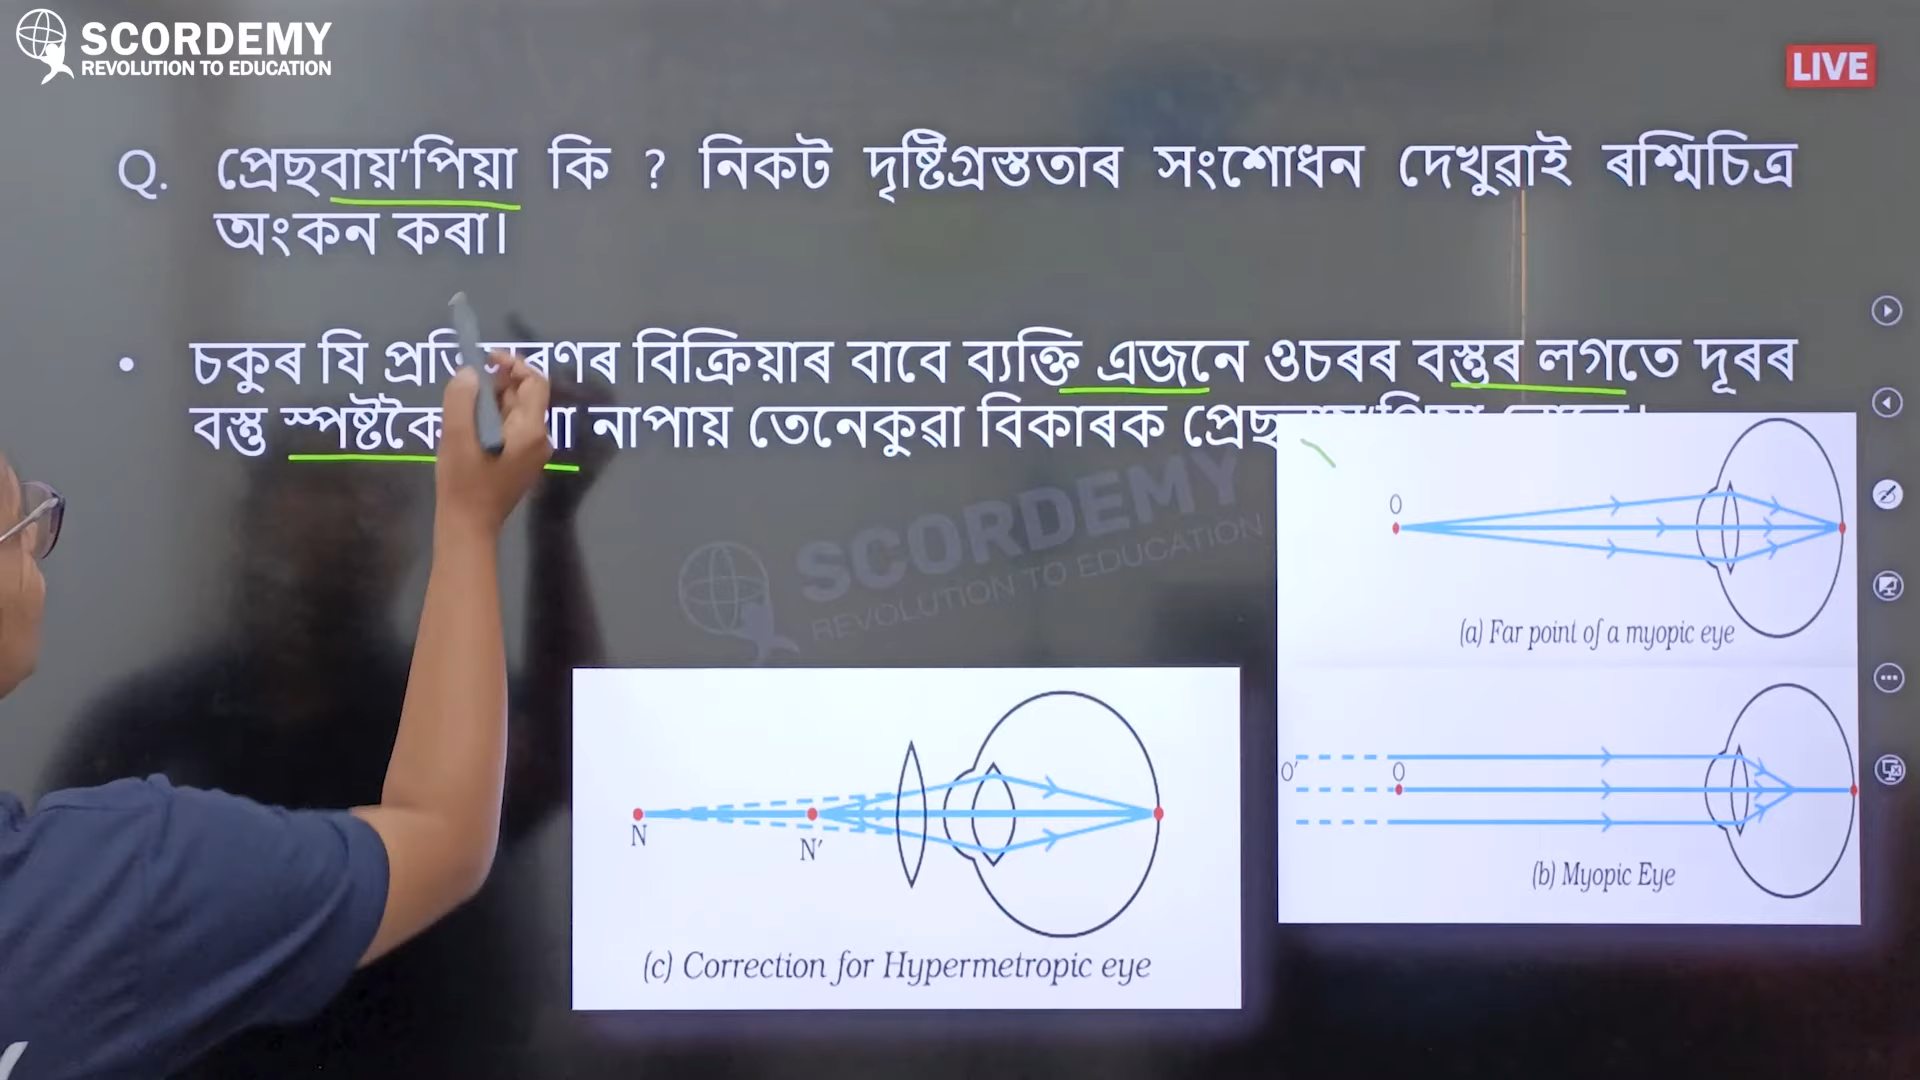 SCORDEMY
REVOLUTION TO EDUCATION
LIVE
Q. প্ৰেছবায়'পিয়া কি ? নিকট দৃষ্টিগ্ৰস্ততাৰ সংশোধন দেখুৱাই ৰশ্মিচিত্ৰ
অংকন কৰা।
• চকুৰ যি বিক্ৰিয়াৰ বাবে ব্যক্তি এজনে ওচৰৰ বস্তুৰ লগতে দূৰৰ
বস্তু স্পষ্টকৈ নাপায় তেনেকুৱা বিকাৰক
SCORDEMY
REVOLUTION TO EDUCATION
O
(a) Far point of a myopic eye
O' O
(b) Myopic Eye
N N'
(c) Correction for Hypermetropic eye